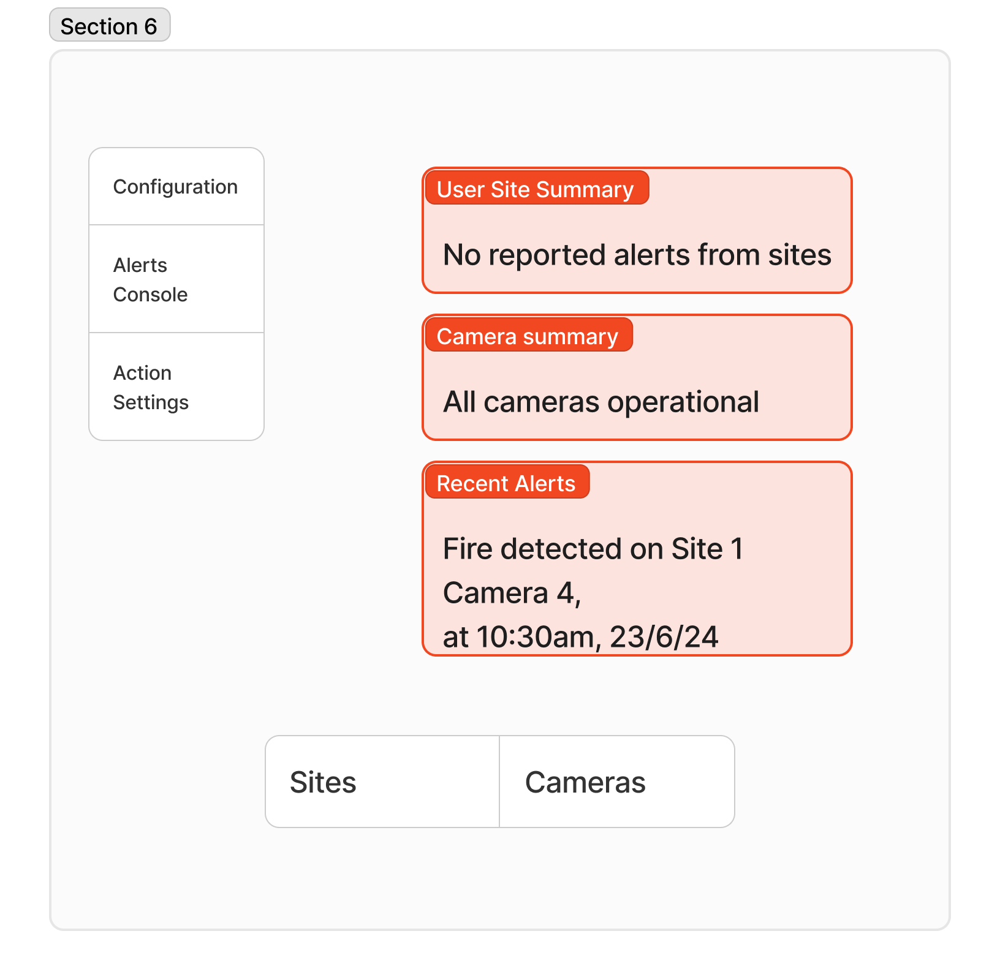 Section 6
Configuration
Alerts
Console
Action
Settings
User Site Summary
No reported alerts from sites
Camera summary
All cameras operational
Recent Alerts
Fire detected on Site 1
Camera 4,
at 10:30am, 23/6/24
Sites
Cameras